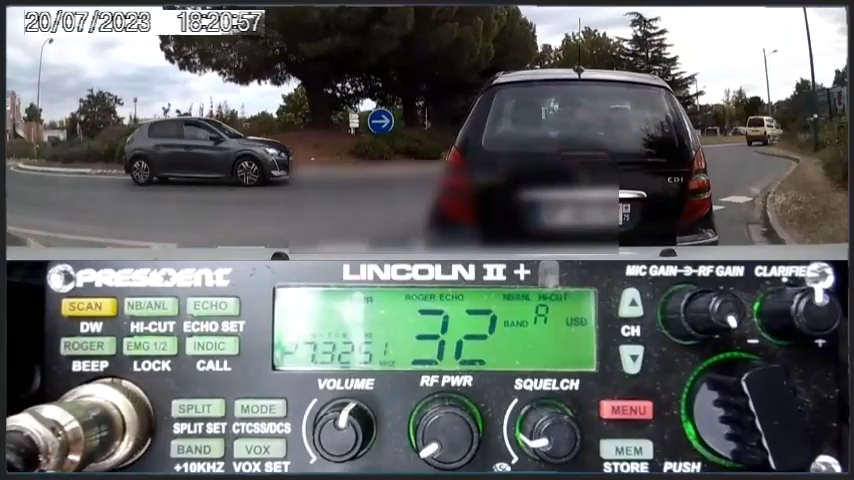 20/07/2023 18:20:57
CDI
75
PRESIDENT
LINCOLN II +
MIC GAIN RF GAIN CLARIFIER
SCAN NB/ANL ECHO
DW HI-CUT ECHO SET
ROGER EMG 1/2 INDIC
BEEP LOCK CALL
ROGER ECHO NB/ANL HI-CUT
32 BAND A USB
27.325
CH
VOLUME RF PWR SQUELCH
SPLIT MODE
SPLIT SET CTCSS/DCS
BAND VOX
+10KHZ VOX SET
MENU
MEM
STORE PUSH
- +